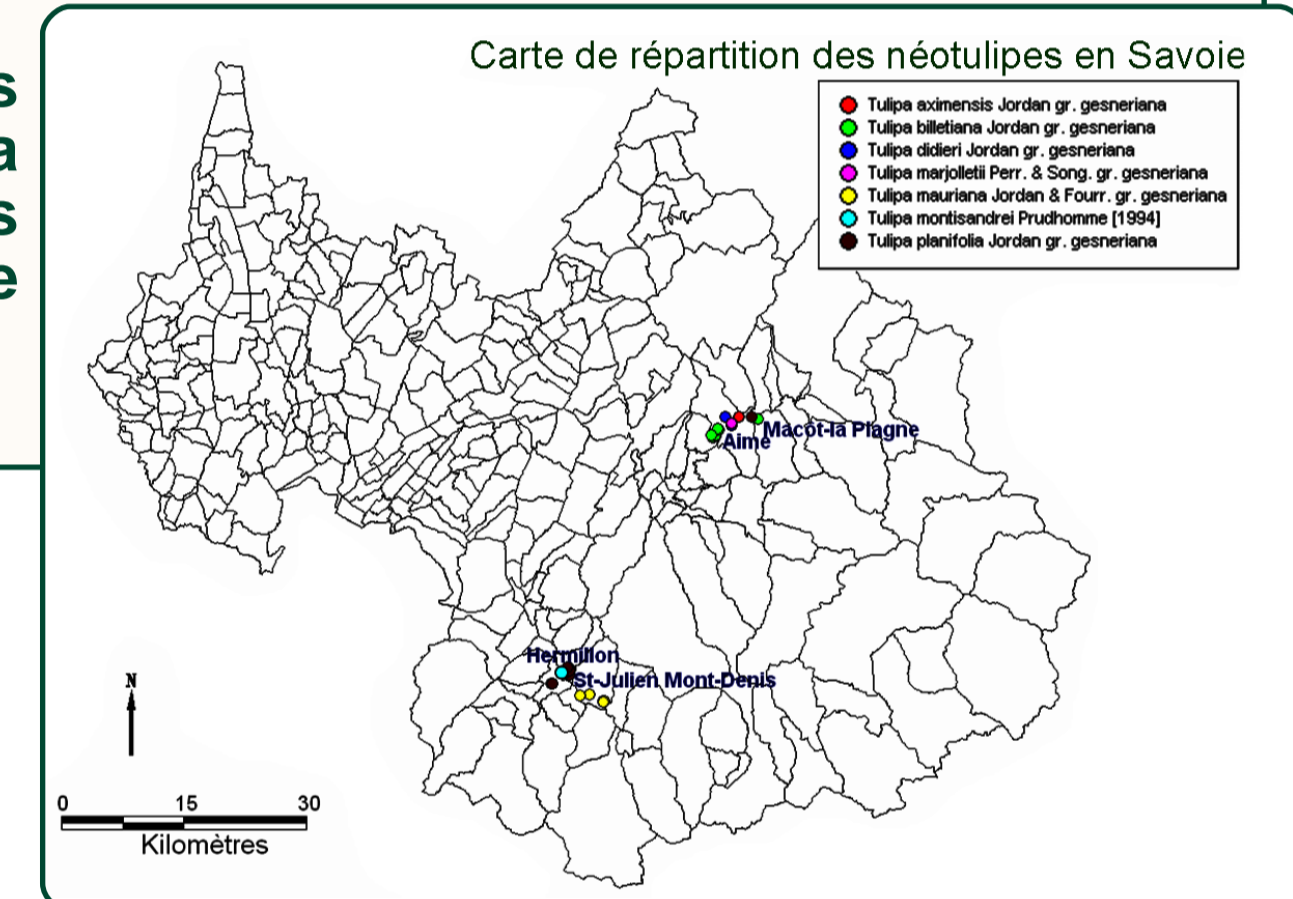 s
a
s
e
Carte de répartition des néotulipes en Savoie
Tulipa aximensis Jordan gr. gesneriana
Tulipa billetiana Jordan gr. gesneriana
Tulipa didieri Jordan gr. gesneriana
Tulipa marjolletii Perr. & Song. gr. gesneriana
Tulipa mauriana Jordan & Fourr. gr. gesneriana
Tulipa montisandrei Prudhomme [1994]
Tulipa planifolia Jordan gr. gesneriana
Macot-la Plagne
Aime
Hermillon
St-Julien Mont-Denis
N
0 15 30
Kilomètres